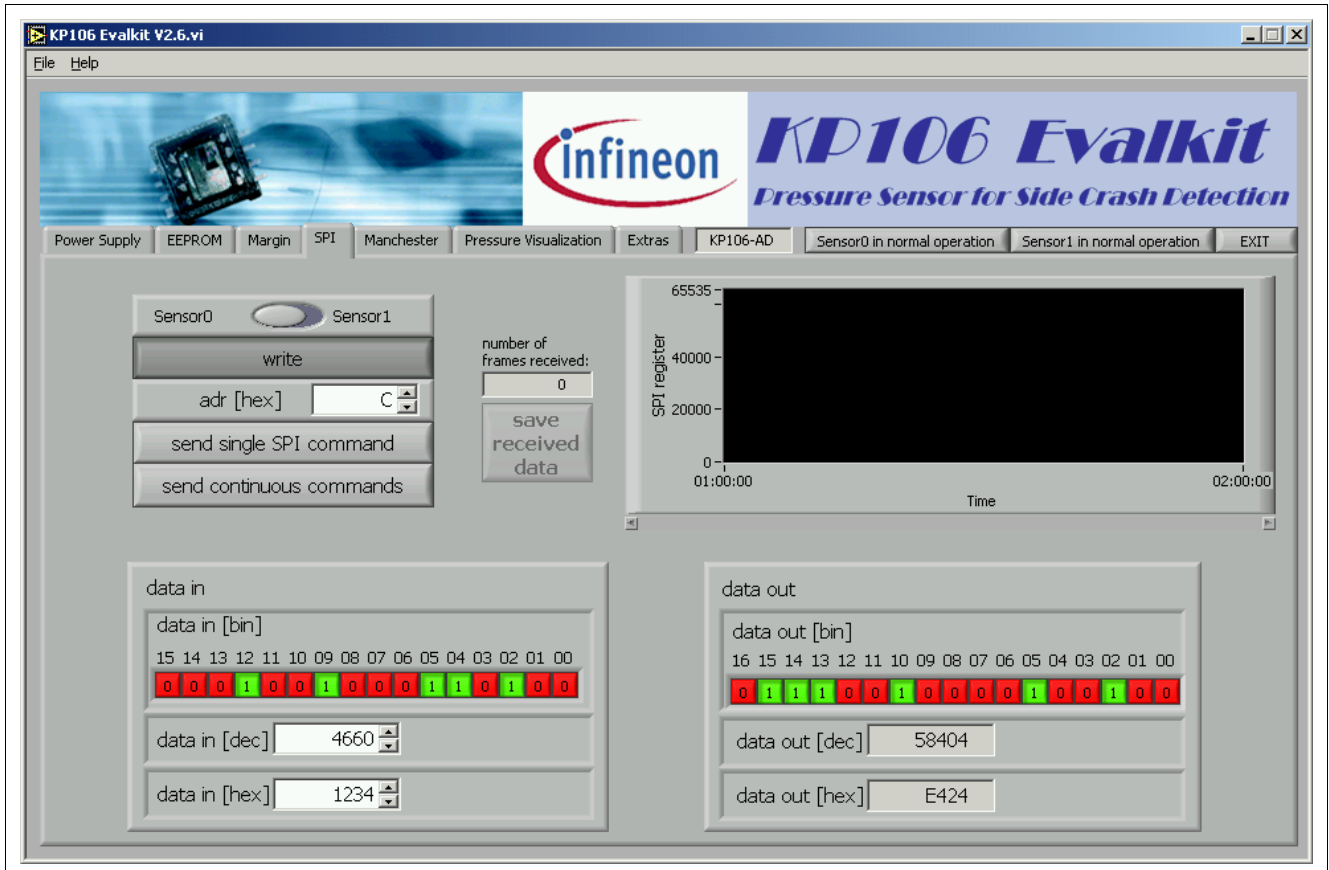 KP106 Evalkit V2.6.vi
File Help
infineon
KP106 Evalkit
Pressure Sensor for Side Crash Detection
Power Supply EEPROM Margin SPI Manchester Pressure Visualization Extras KP106-AD Sensor0 in normal operation Sensor1 in normal operation EXIT
Sensor0 Sensor1
write
adr [hex] C
send single SPI command
send continuous commands
number of
frames received:
0
save
received
data
65535
40000
20000
0
SPI register
01:00:00 02:00:00
Time
data in
data in [bin]
15 14 13 12 11 10 09 08 07 06 05 04 03 02 01 00
0 0 0 1 0 0 1 0 0 0 1 1 0 1 0 0
data in [dec] 4660
data in [hex] 1234
data out
data out [bin]
16 15 14 13 12 11 10 09 08 07 06 05 04 03 02 01 00
0 1 1 1 0 0 1 0 0 0 0 1 0 0 1 0 0
data out [dec] 58404
data out [hex] E424